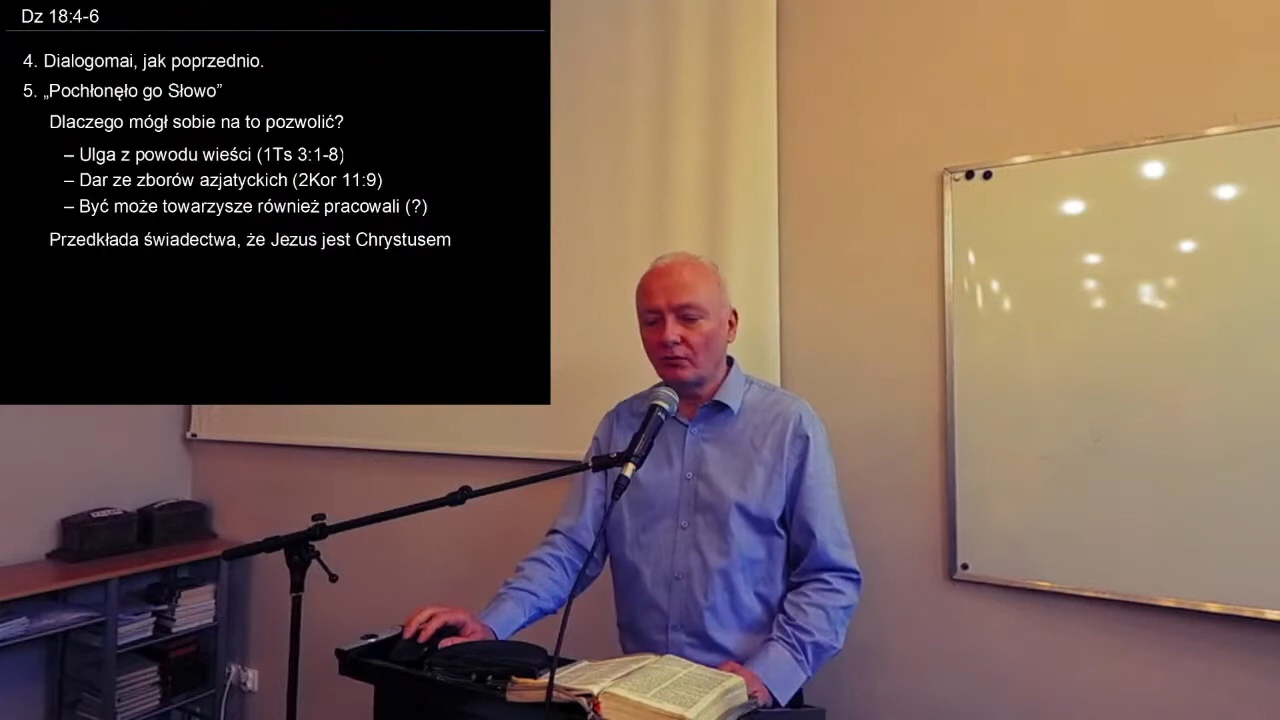 Dz 18:4-6
4. Dialogomai, jak poprzednio.
5. „Pochłonęło go Słowo”
Dlaczego mógł sobie na to pozwolić?
– Ulga z powodu wieści (1Ts 3:1-8)
– Dar ze zborów azjatyckich (2Kor 11:9)
– Być może towarzysze również pracowali (?)
Przedkłada świadectwa, że Jezus jest Chrystusem